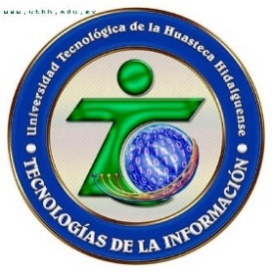 www.uthh.edu.mx
Universidad Tecnológica de la Huasteca Hidalguense
TECNOLOGÍAS DE LA INFORMACIÓN